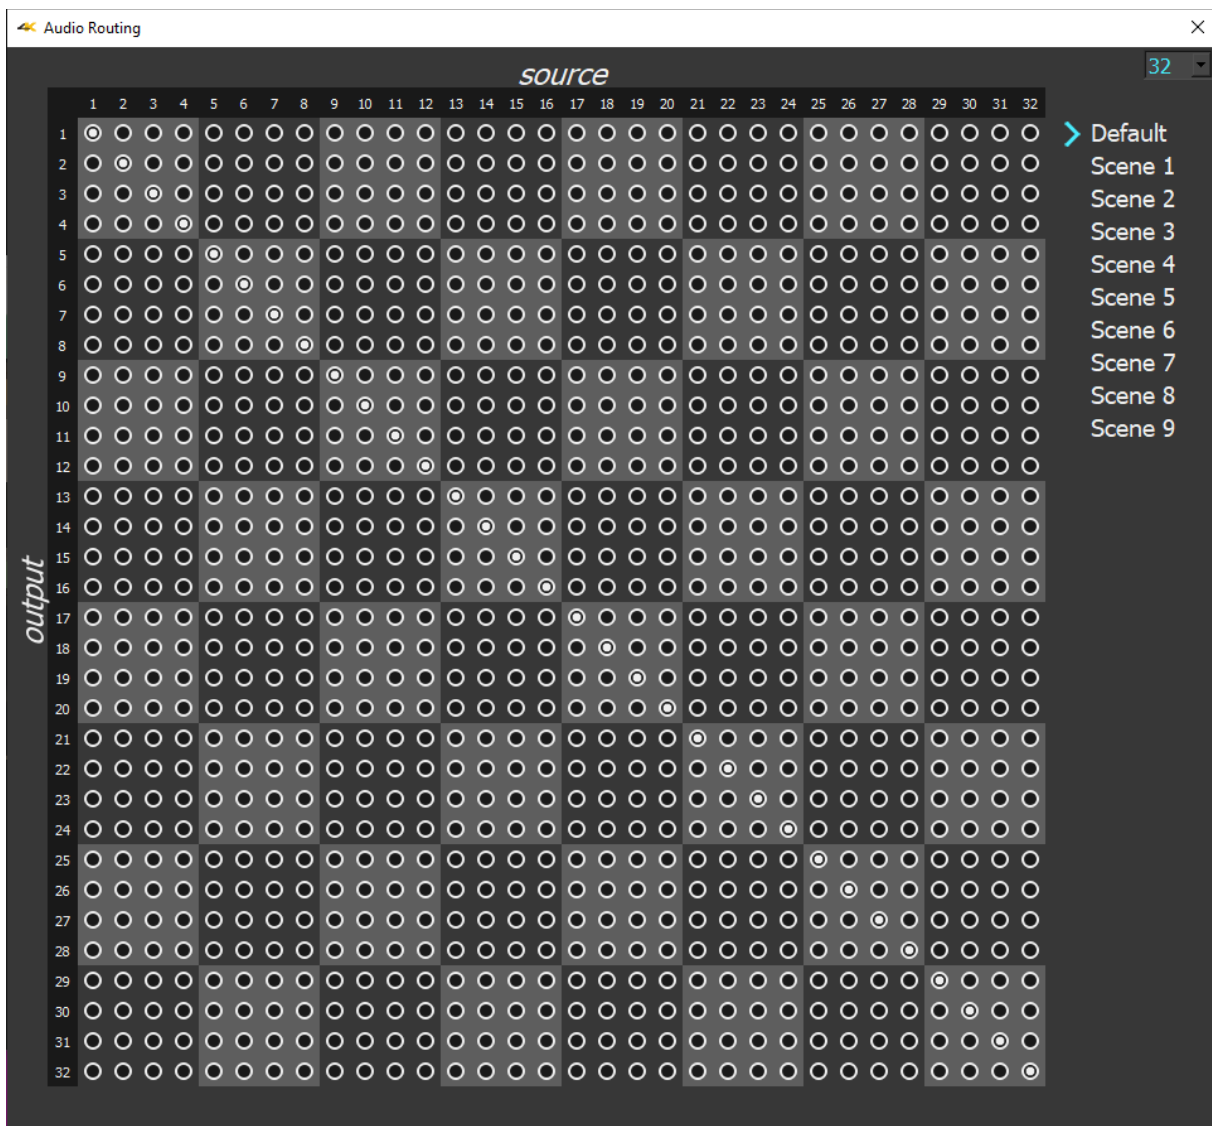 4K Audio Routing
32
source
1 2 3 4 5 6 7 8 9 10 11 12 13 14 15 16 17 18 19 20 21 22 23 24 25 26 27 28 29 30 31 32
1
2
3
4
5
6
7
8
9
10
11
12
13
14
15
16
17
18
19
20
21
22
23
24
25
26
27
28
29
30
31
32
output
Default
Scene 1
Scene 2
Scene 3
Scene 4
Scene 5
Scene 6
Scene 7
Scene 8
Scene 9